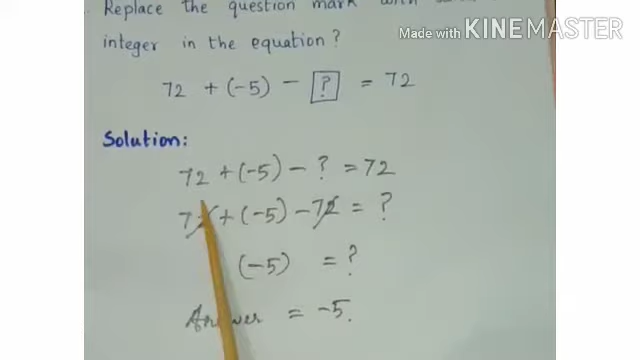 Replace the question mark with
Made with KINEMASTER
integer in the equation?
72 + (-5) - ? = 72
Solution:
72 + (-5) - ? = 72
72 + (-5) - 72 = ?
(-5) = ?
Answer = -5.